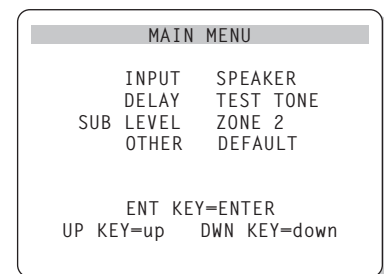 MAIN MENU
INPUT SPEAKER
DELAY TEST TONE
SUB LEVEL ZONE 2
OTHER DEFAULT
ENT KEY=ENTER
UP KEY=up DWN KEY=down